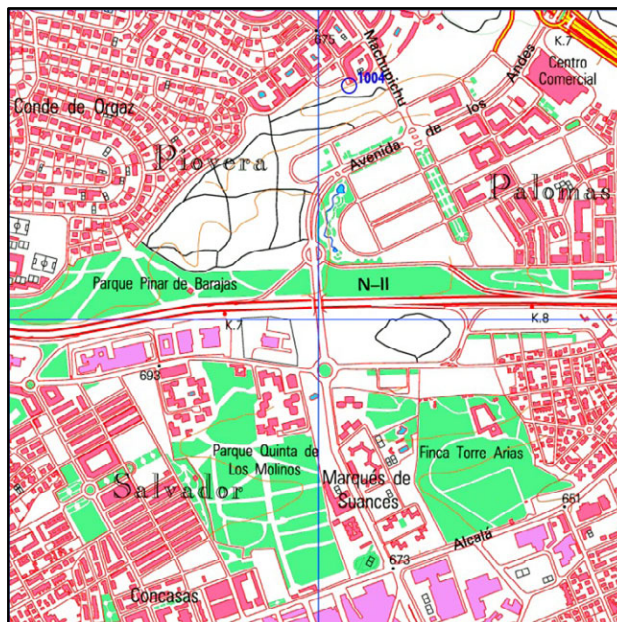 675
K.7
Machupichu
1004
Centro
Comercial
Andes
los
de
Avenida
Conde de Orgaz
Piovera
Palomas
Parque Pinar de Barajas
N-II
K.7
K.8
693
Parque Quinta de
Los Molinos
Finca Torre Arias
Marqués de
Suances
Salvador
661
Alcalá
673
Concasas